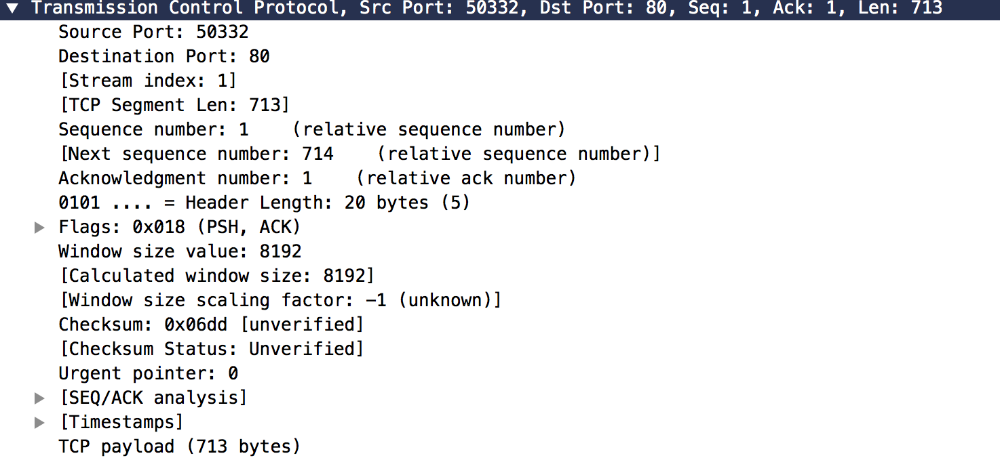 Transmission Control Protocol, Src Port: 50332, Dst Port: 80, Seq: 1, Ack: 1, Len: 713
Source Port: 50332
Destination Port: 80
[Stream index: 1]
[TCP Segment Len: 713]
Sequence number: 1    (relative sequence number)
[Next sequence number: 714    (relative sequence number)]
Acknowledgment number: 1    (relative ack number)
0101 .... = Header Length: 20 bytes (5)
Flags: 0x018 (PSH, ACK)
Window size value: 8192
[Calculated window size: 8192]
[Window size scaling factor: -1 (unknown)]
Checksum: 0x06dd [unverified]
[Checksum Status: Unverified]
Urgent pointer: 0
[SEQ/ACK analysis]
[Timestamps]
TCP payload (713 bytes)